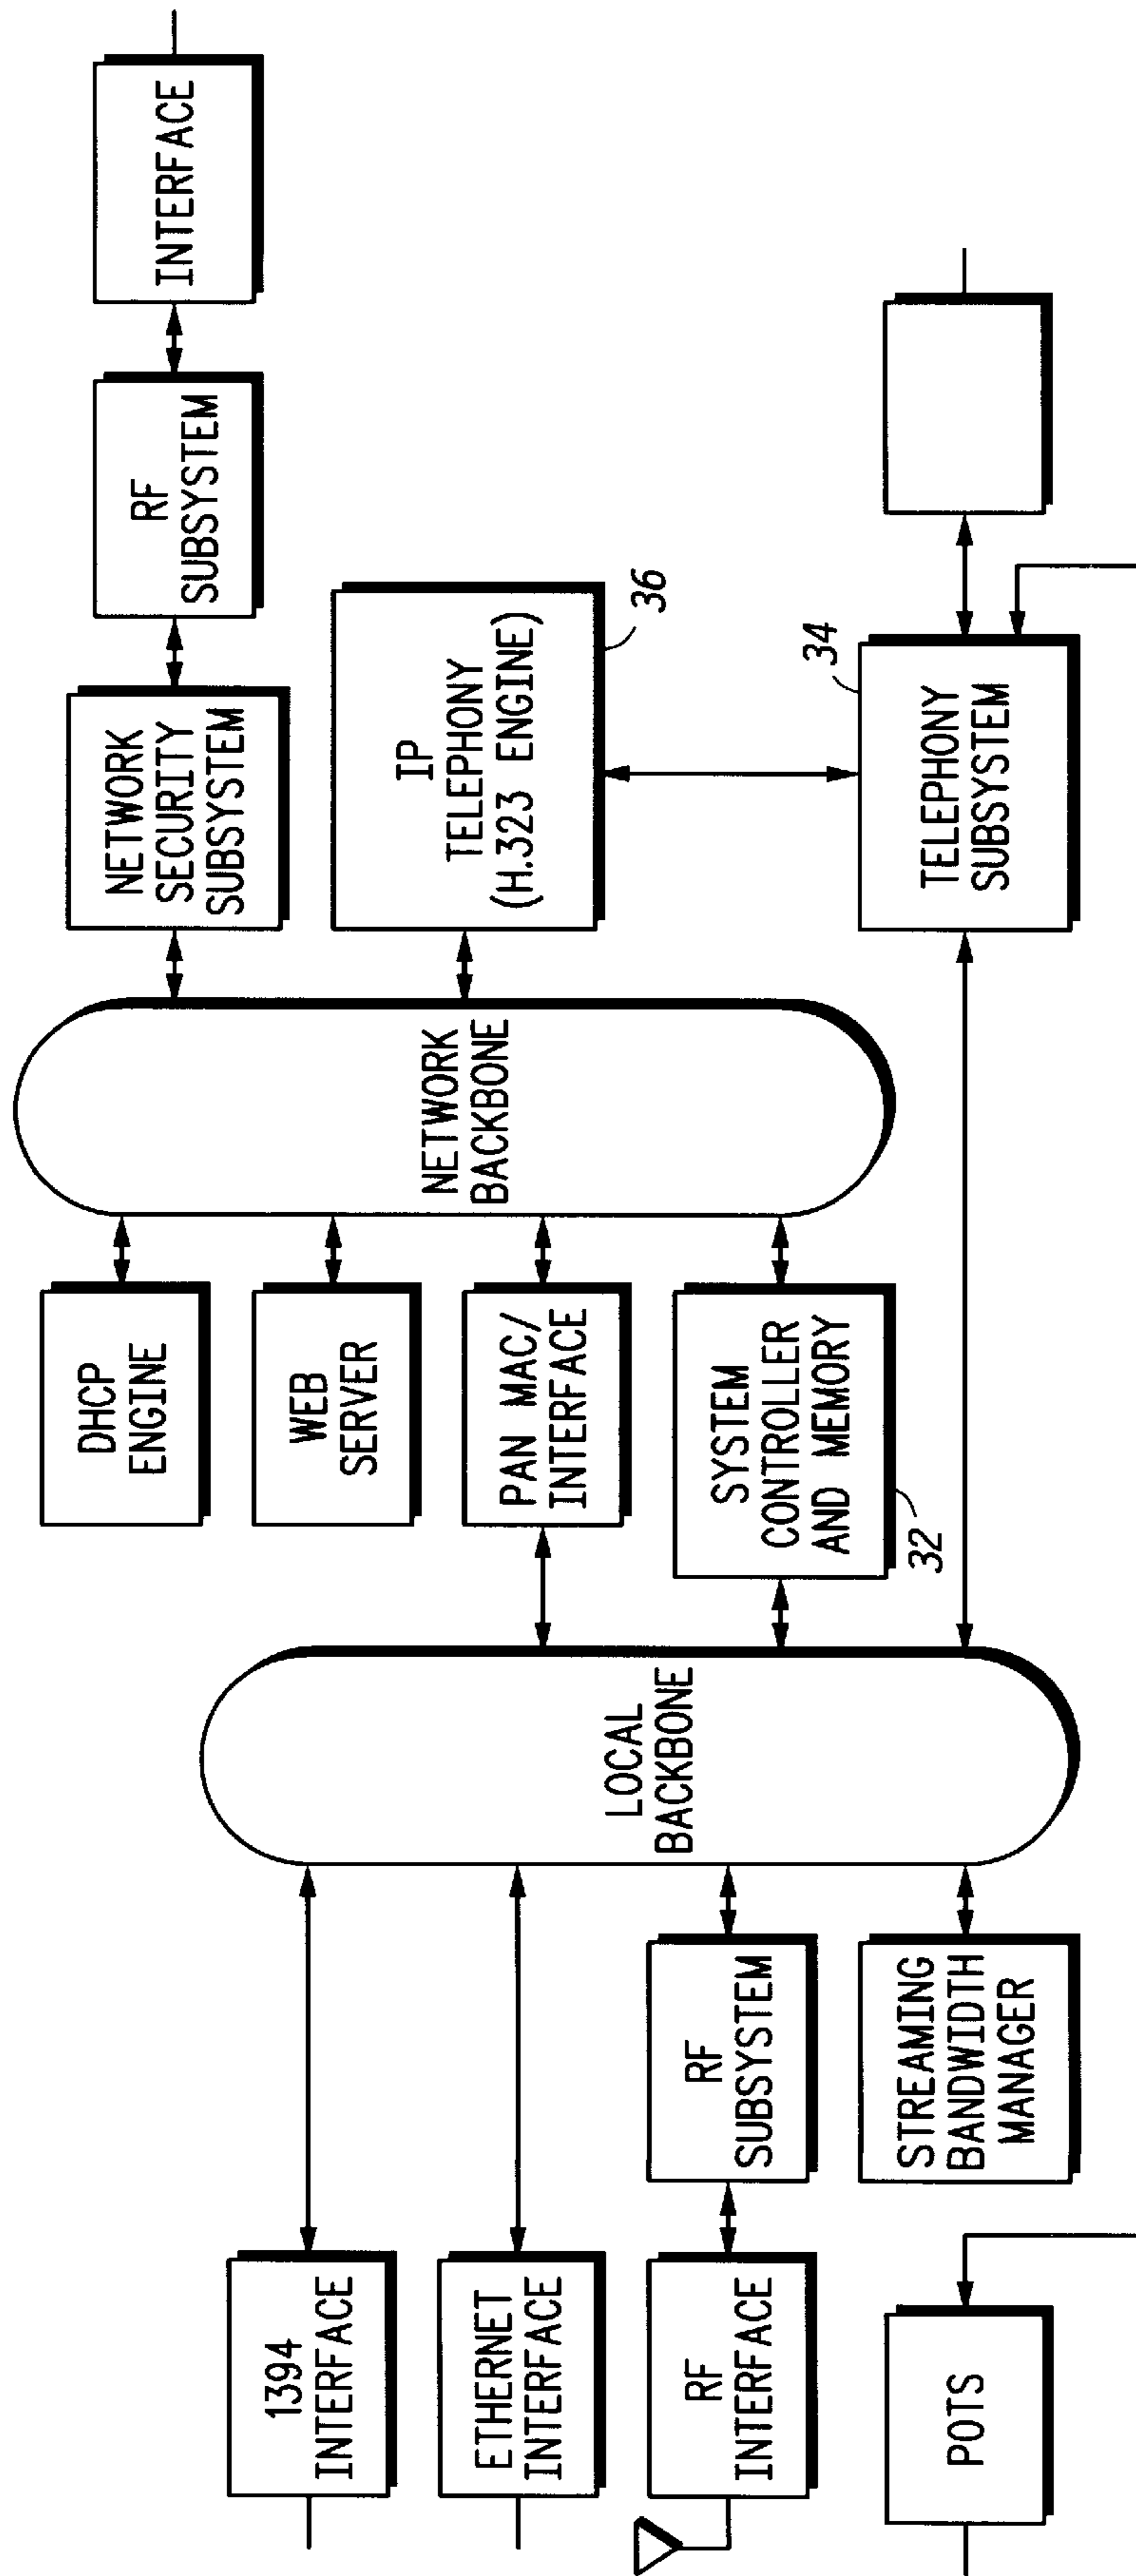 1394
INTERFACE
ETHERNET
INTERFACE
RF
INTERFACE
POTS
RF
SUBSYSTEM
STREAMING
BANDWIDTH
MANAGER
LOCAL
BACKBONE
DHCP
ENGINE
WEB
SERVER
PAN MAC/
INTERFACE
SYSTEM
CONTROLLER
AND MEMORY
32
NETWORK
BACKBONE
NETWORK
SECURITY
SUBSYSTEM
RF
SUBSYSTEM
INTERFACE
IP
TELEPHONY
(H.323 ENGINE)
36
34
TELEPHONY
SUBSYSTEM